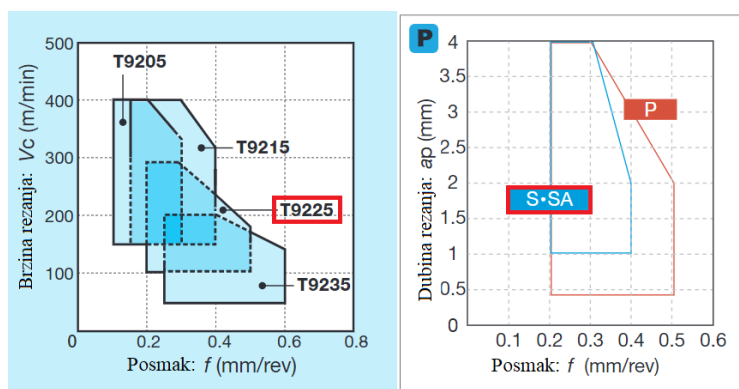 500
400
300
200
100
0
0.2
0.4
0.6
0.8
Brzina rezanja: Vc (m/min)
Posmak: f (mm/rev)
T9205
T9215
T9225
T9235
P
4
3.5
3
2.5
2
1.5
1
0.5
0
0.1
0.2
0.3
0.4
0.5
0.6
Dubina rezanja: ap (mm)
Posmak: f (mm/rev)
P
S•SA